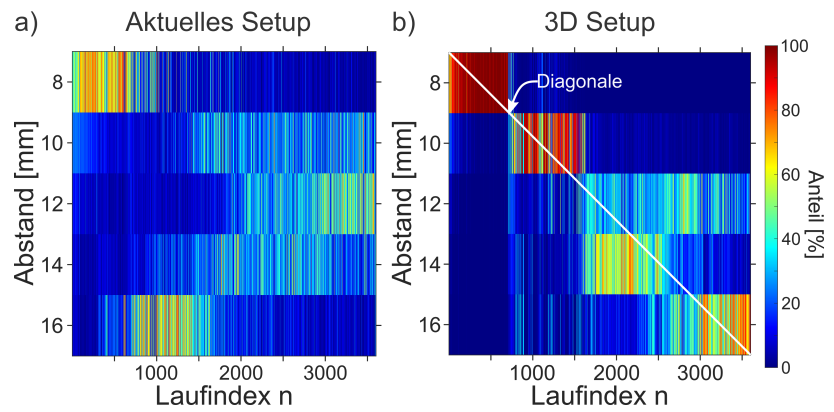 a) Aktuelles Setup
b) 3D Setup
Abstand [mm]
8
10
12
14
16
1000 2000 3000
Laufindex n
Abstand [mm]
8
10
12
14
16
Diagonale
1000 2000 3000
Laufindex n
100
80
60
40
20
0
Anteil [%]